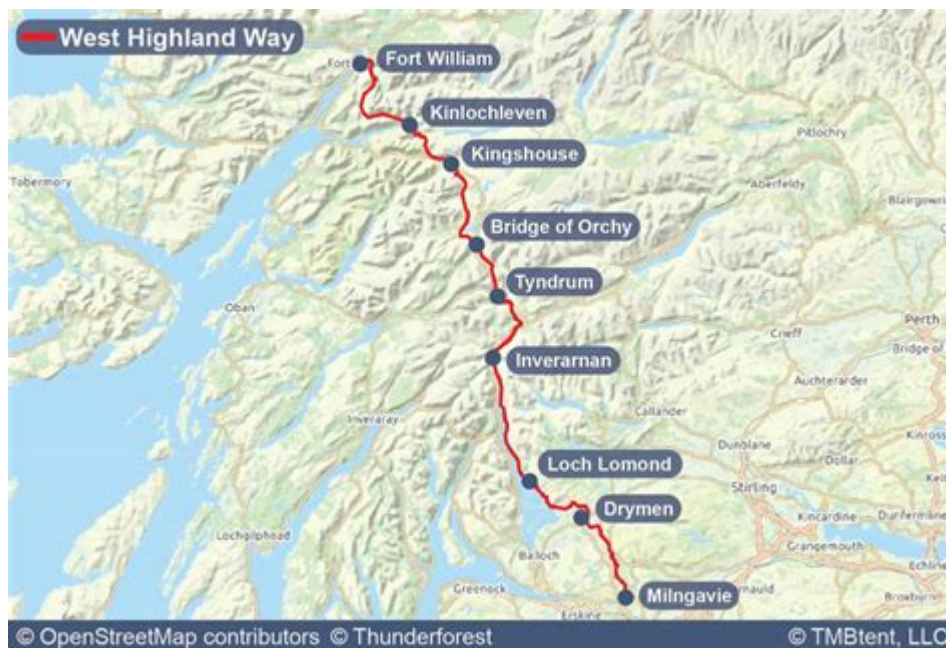 West Highland Way
Fort
Fort William
Kinlochleven
Pitlochry
Kingshouse
Tobermory
Aberfeldy
Blairgowrie
Bridge of Orchy
Tyndrum
Oban
Crieff
Perth
Inverarnan
Bridge of
Auchterarder
Inveraray
Callander
Dunblane
Kinross
Dollar
Loch Lomond
Stirling
Drymen
Kincardine
Dunfermline
Lochgilphead
Balloch
Grangemouth
Echline
Greenock
Milngavie
Broxburn
Erskine
© OpenStreetMap contributors © Thunderforest
© TMBtent, LLC